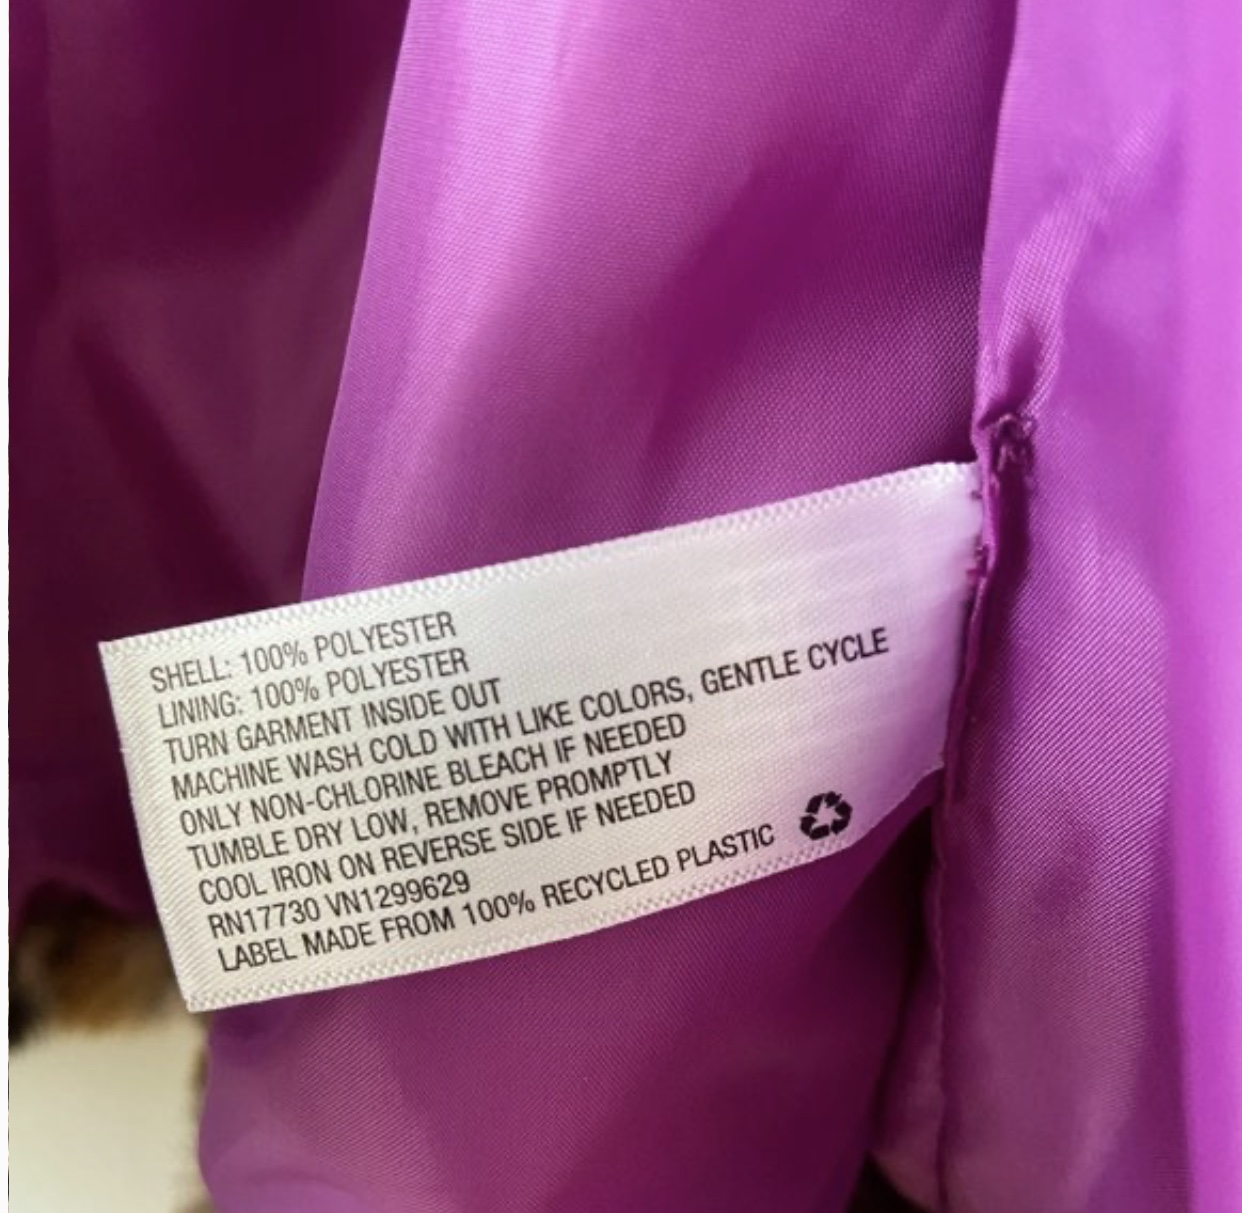 SHELL: 100% POLYESTER
LINING: 100% POLYESTER
TURN GARMENT INSIDE OUT
MACHINE WASH COLD WITH LIKE COLORS, GENTLE CYCLE
ONLY NON-CHLORINE BLEACH IF NEEDED
TUMBLE DRY LOW, REMOVE PROMPTLY
COOL IRON ON REVERSE SIDE IF NEEDED
RN17730 VN1299629
LABEL MADE FROM 100% RECYCLED PLASTIC